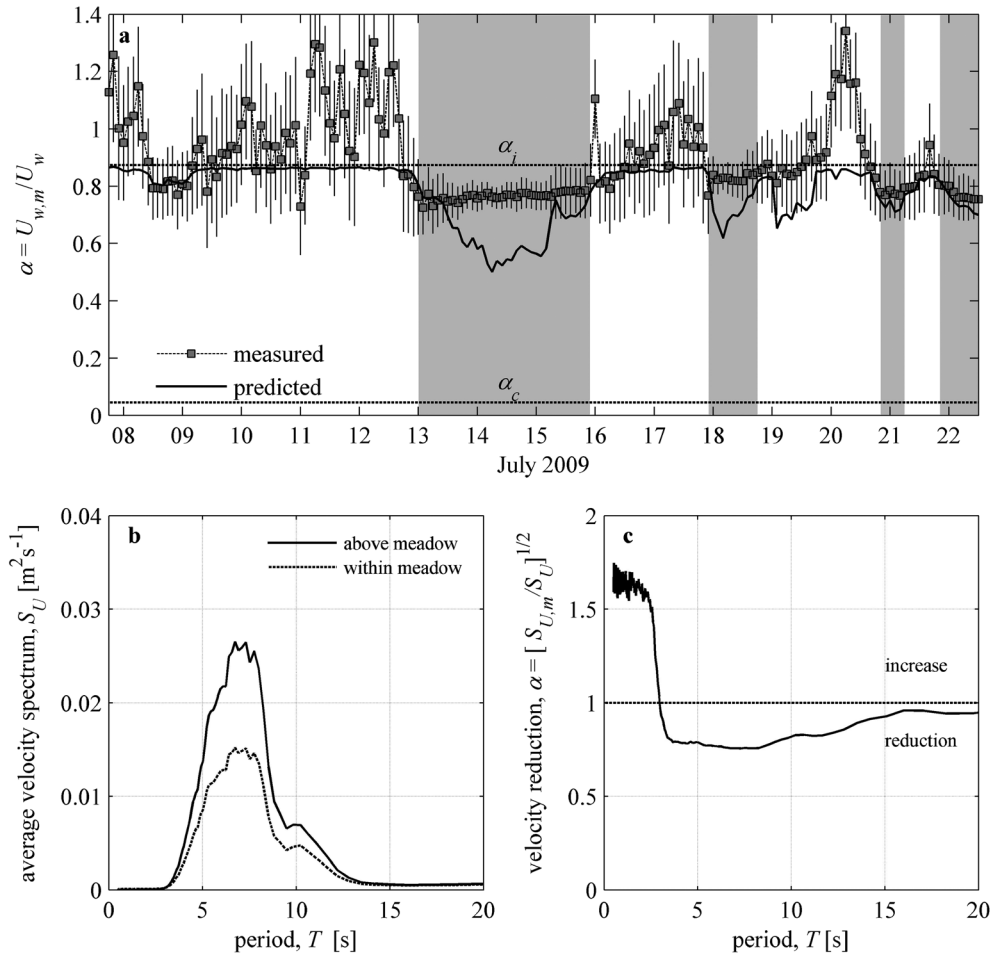 a
1.4
1.2
1
0.8
0.6
0.4
0.2
0
α = U_{w,m}/U_w
α_i
α_c
measured
predicted
08 09 10 11 12 13 14 15 16 17 18 19 20 21 22
July 2009
b
0.04
0.03
0.02
0.01
0
average velocity spectrum, S_U [m²s⁻¹]
above meadow
within meadow
0 5 10 15 20
period, T [s]
c
2
1.5
1
0.5
0
velocity reduction, α = [ S_{U,m}/S_U]^{1/2}
increase
reduction
0 5 10 15 20
period, T [s]